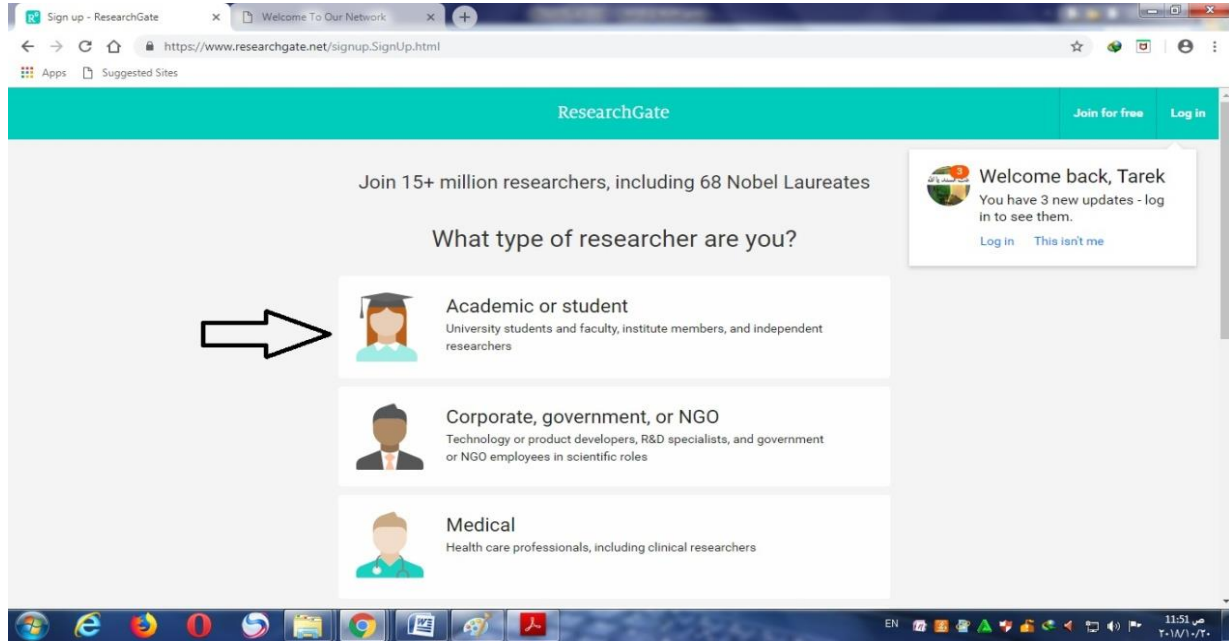 Sign up - ResearchGate
Welcome To Our Network
https://www.researchgate.net/signup.SignUp.html
Apps
Suggested Sites
ResearchGate
Join for free
Log in
Join 15+ million researchers, including 68 Nobel Laureates
3
Welcome back, Tarek
You have 3 new updates - log
in to see them.
Log in This isn't me
What type of researcher are you?
Academic or student
University students and faculty, institute members, and independent
researchers
Corporate, government, or NGO
Technology or product developers, R&D specialists, and government
or NGO employees in scientific roles
Medical
Health care professionals, including clinical researchers
EN
11:51 ص
٢٠١٨/١٠/٢٠